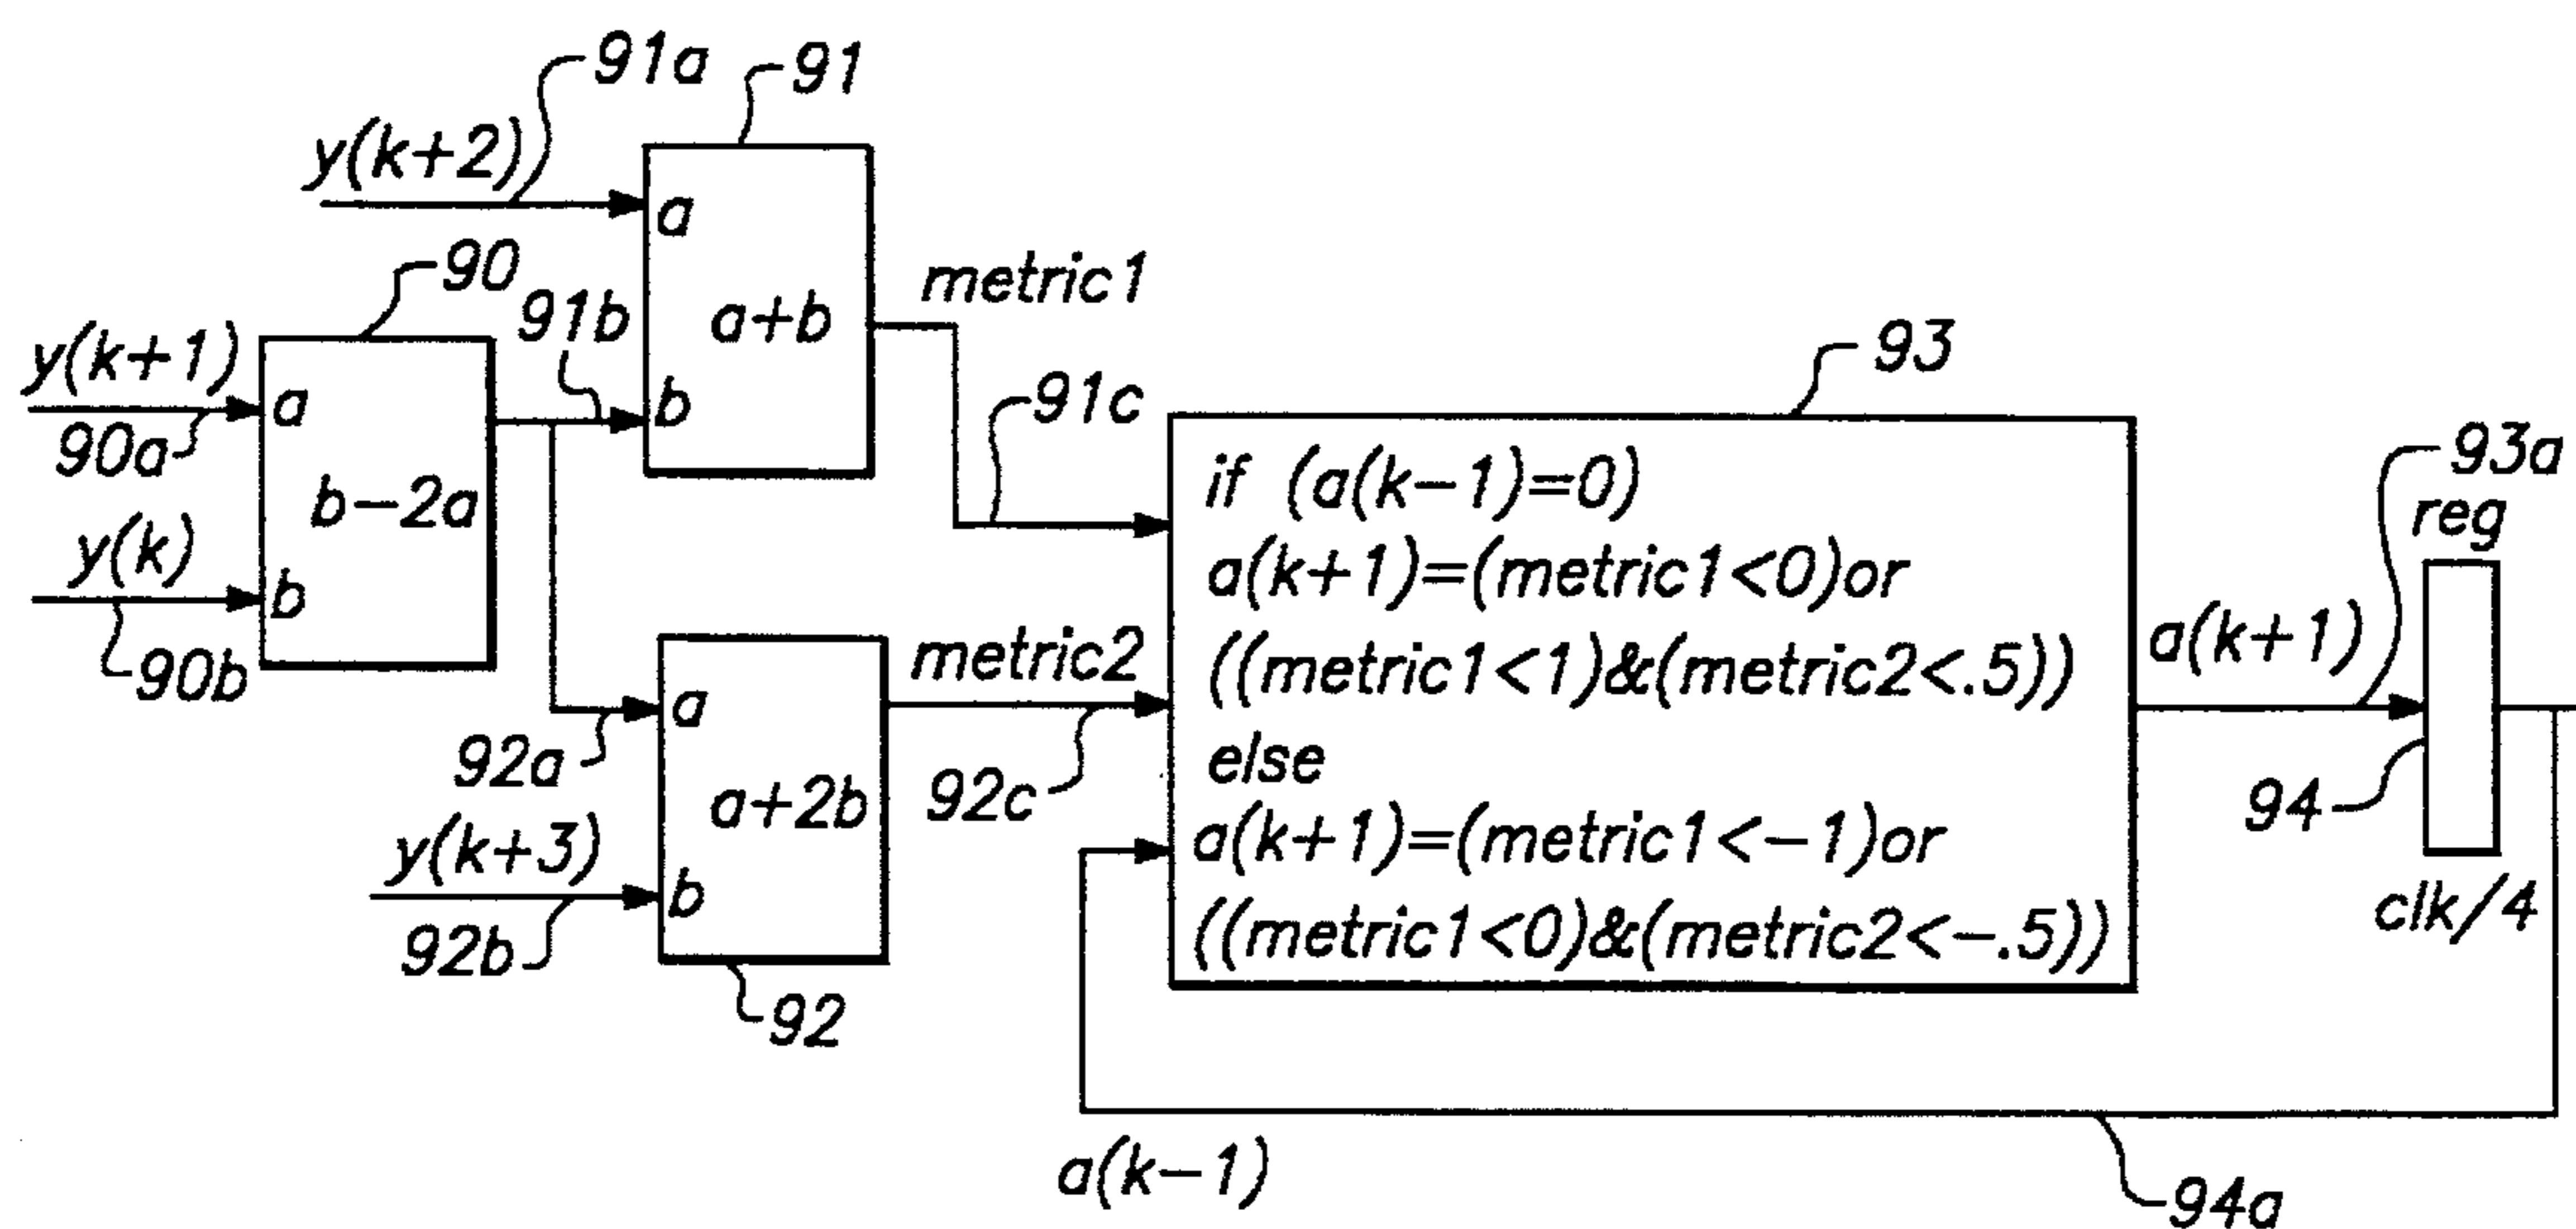 91a
91
y(k+2)
a
90
91b
a+b
metric1
y(k+1)
a
90a
b
91c
93
b-2a
y(k)
b
90b
if (a(k-1)=0)
a(k+1)=(metric1<0)or
((metric1<1)&(metric2<.5))
else
a(k+1)=(metric1<-1)or
((metric1<0)&(metric2<-.5))
93a
reg
a(k+1)
94
clk/4
metric2
a
92a
a+2b
92c
y(k+3)
b
92b
92
a(k-1)
94a